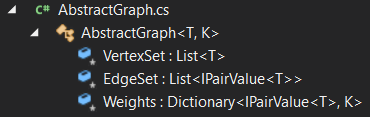 C# AbstractGraph.cs
AbstractGraph<T, K>
VertexSet : List<T>
EdgeSet : List<IPairValue<T>>
Weights : Dictionary<IPairValue<T>, K>